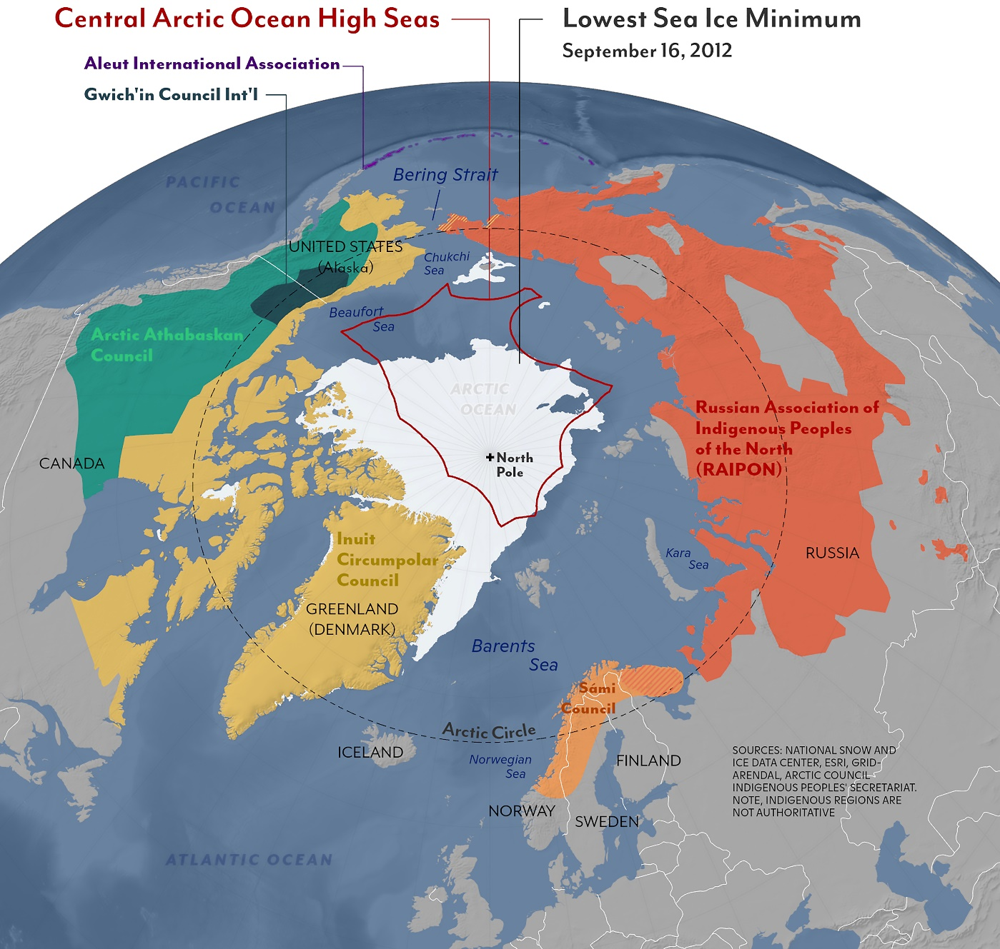 Central Arctic Ocean High Seas
Lowest Sea Ice Minimum
September 16, 2012
Aleut International Association
Gwich'in Council Int'l
PACIFIC
OCEAN
Bering Strait
UNITED STATES
(Alaska)
Chukchi
Sea
Beaufort
Sea
Arctic Athabaskan
Council
ARCTIC
OCEAN
Russian Association of
Indigenous Peoples
of the North
(RAIPON)
North
Pole
CANADA
Inuit
Circumpolar
Council
GREENLAND
(DENMARK)
Kara
Sea
RUSSIA
Barents
Sea
Sámi
Council
Arctic Circle
ICELAND
Norwegian
Sea
FINLAND
NORWAY
SWEDEN
ATLANTIC OCEAN
SOURCES: NATIONAL SNOW AND
ICE DATA CENTER, ESRI, GRID-
ARENDAL, ARCTIC COUNCIL
INDIGENOUS PEOPLES' SECRETARIAT.
NOTE, INDIGENOUS REGIONS ARE
NOT AUTHORITATIVE